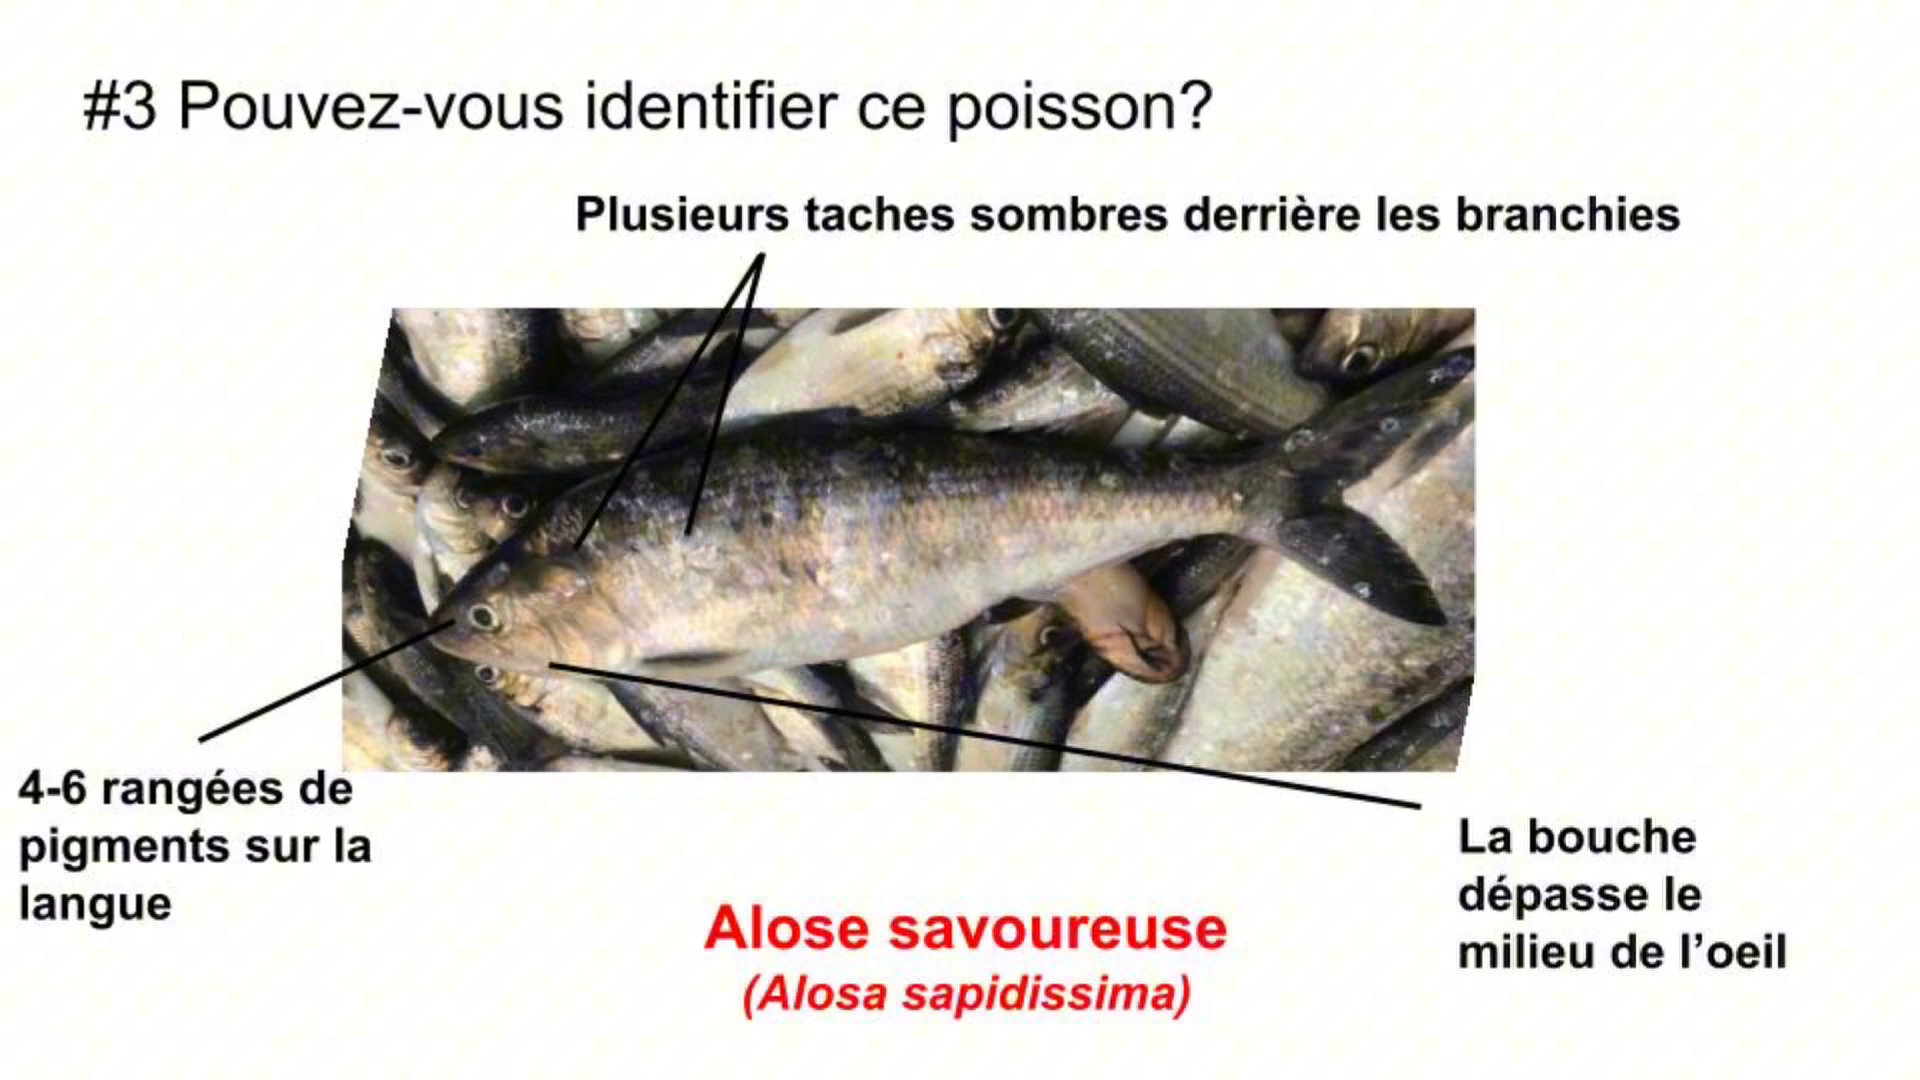 #3 Pouvez-vous identifier ce poisson?
Plusieurs taches sombres derrière les branchies
4-6 rangées de
pigments sur la
langue
La bouche
dépasse le
milieu de l’oeil
Alose savoureuse
(Alosa sapidissima)